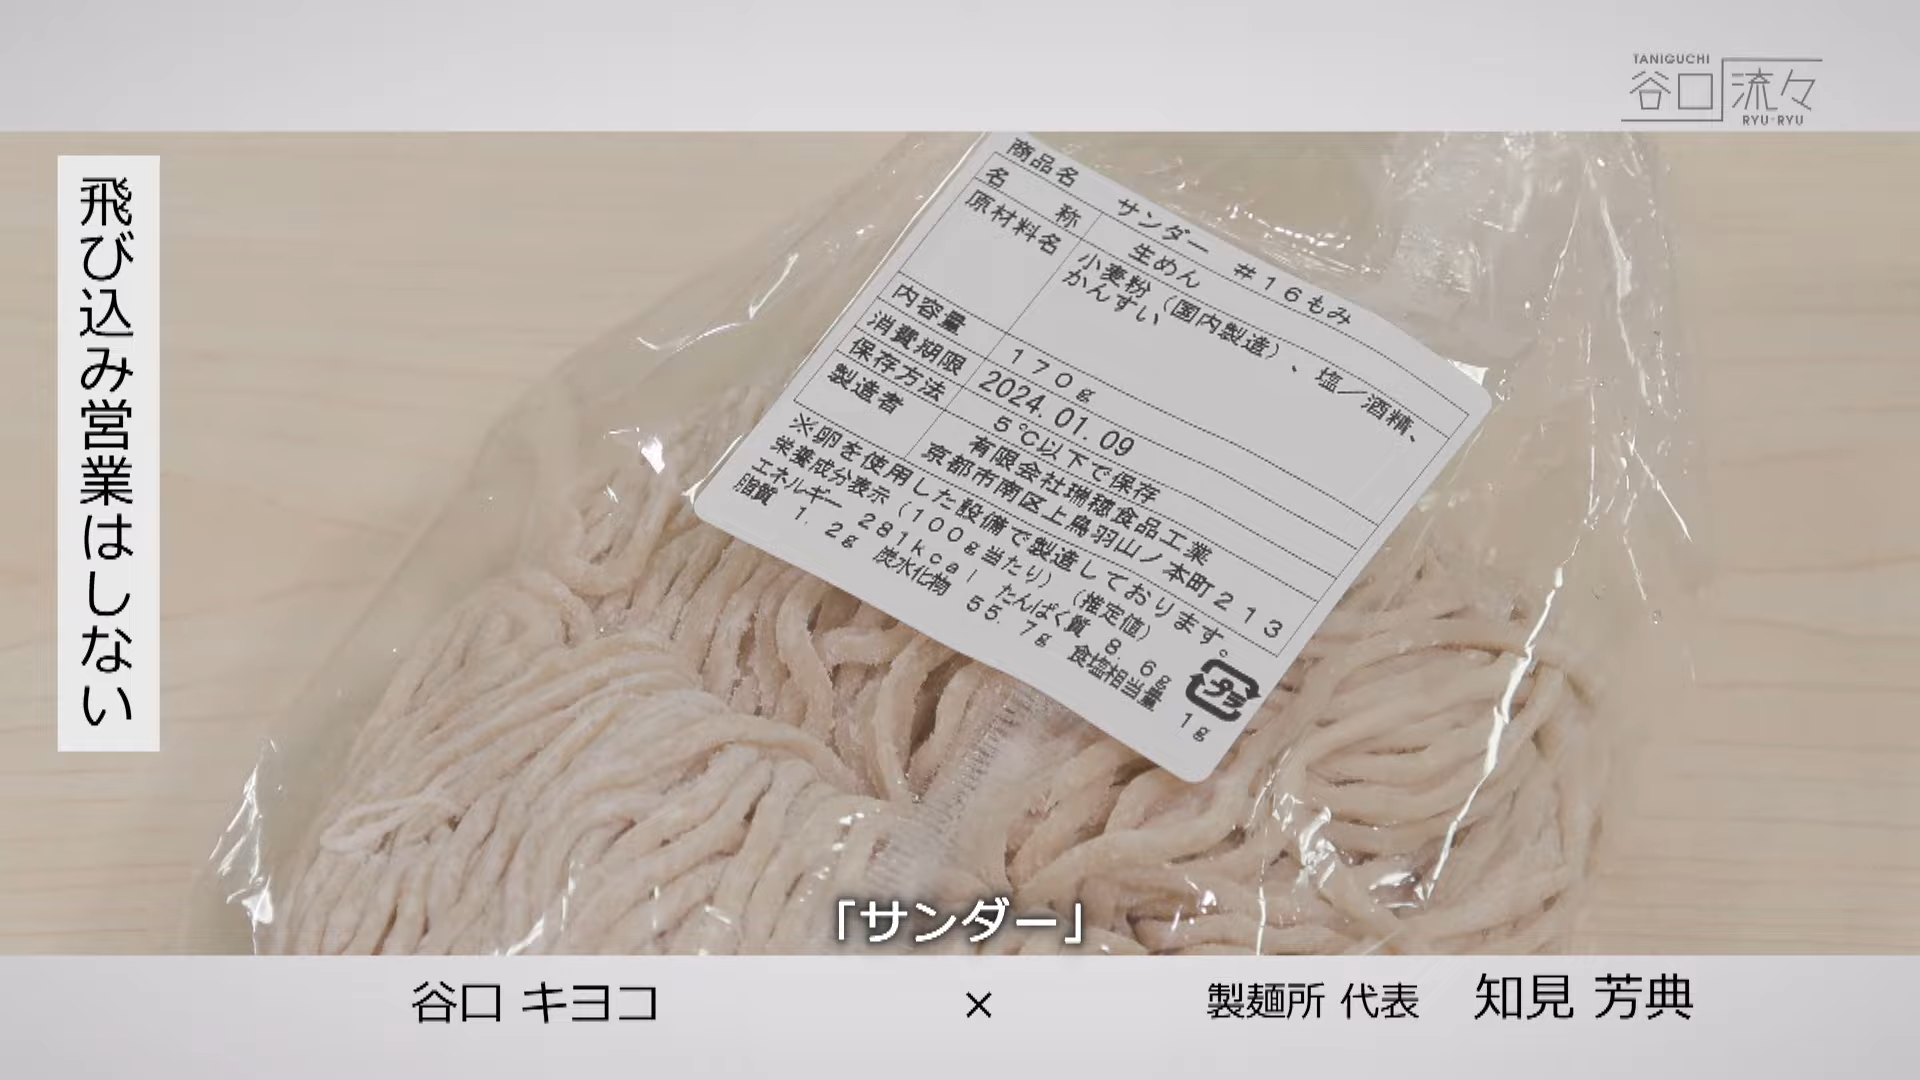 TANIGUCHI
谷口流々
RYU-RYU
飛び込み営業はしない
商品名 サンダー #16もみ
名称 生めん
原材料名 小麦粉（国内製造）、塩／酒精、
かんすい
内容量 170g
消費期限 2024.01.09
保存方法 5℃以下で保存
製造者 有限会社瑞穂食品工業
京都市南区上鳥羽山ノ本町213
※卵を使用した設備で製造しております。
栄養成分表示（100g当たり）（推定値）
エネルギー 281kcal たんぱく質 8.6g
脂質 1.2g 炭水化物 55.7g 食塩相当量 1g
プラ
「サンダー」
谷口 キヨコ × 製麺所 代表 知見 芳典